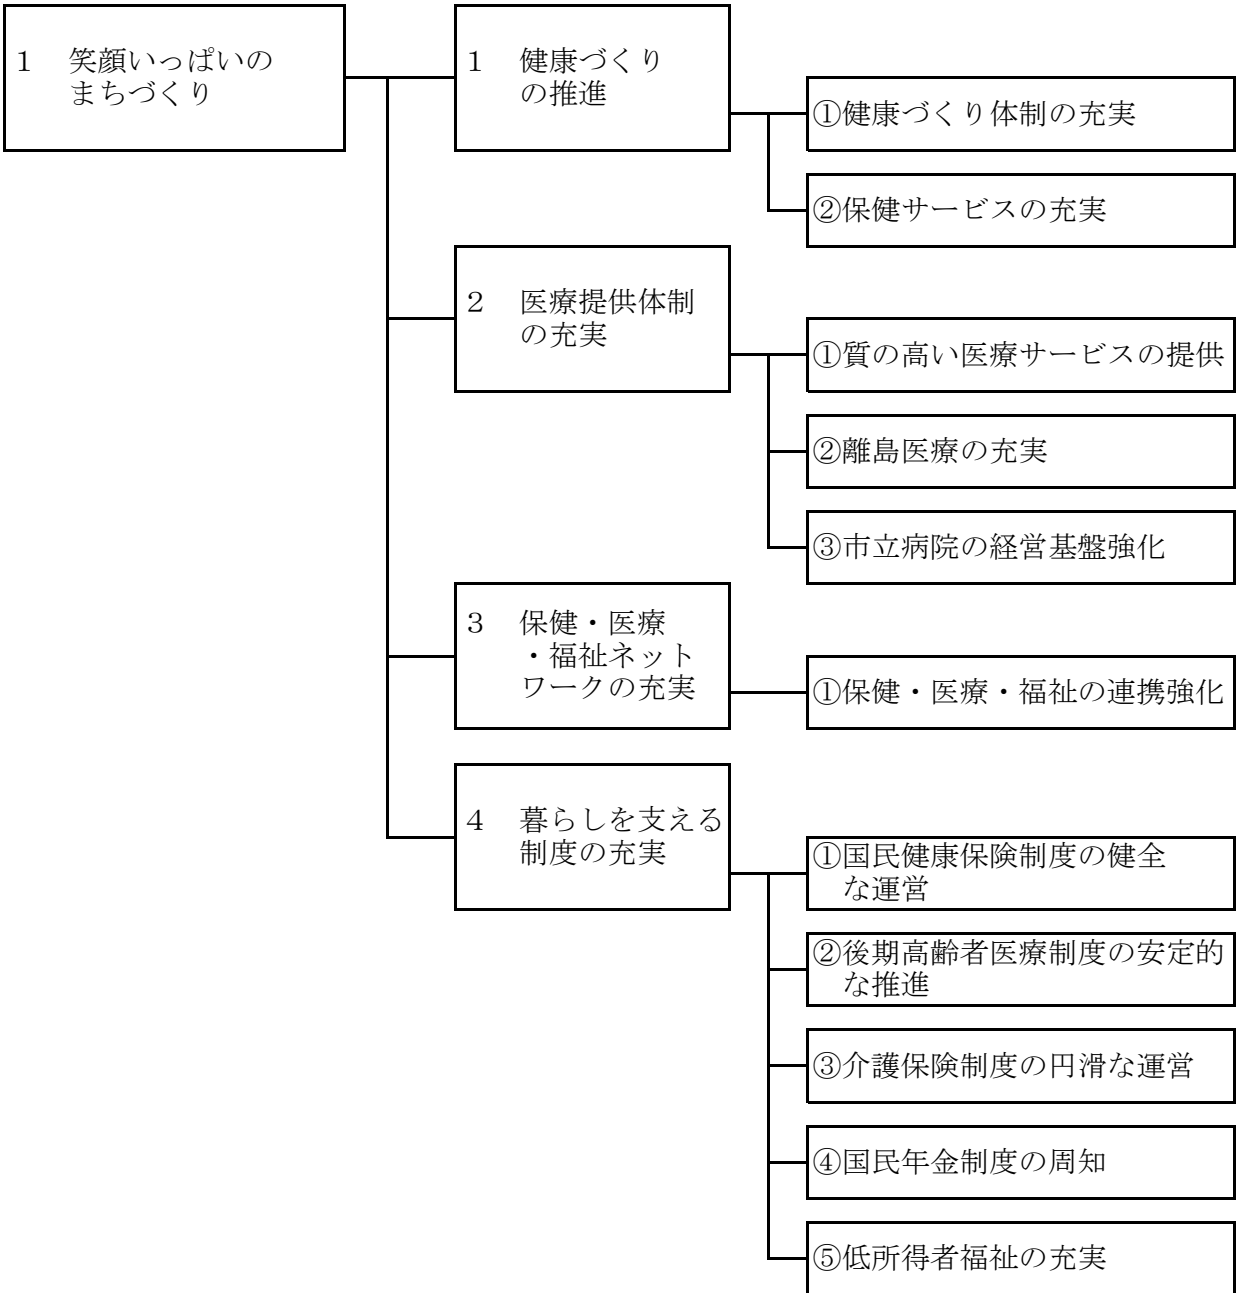 １　笑顔いっぱいの
まちづくり
１　健康づくり
の推進
①健康づくり体制の充実
②保健サービスの充実
２　医療提供体制
の充実
①質の高い医療サービスの提供
②離島医療の充実
③市立病院の経営基盤強化
３　保健・医療
・福祉ネット
ワークの充実
①保健・医療・福祉の連携強化
４　暮らしを支える
制度の充実
①国民健康保険制度の健全
な運営
②後期高齢者医療制度の安定的
な推進
③介護保険制度の円滑な運営
④国民年金制度の周知
⑤低所得者福祉の充実